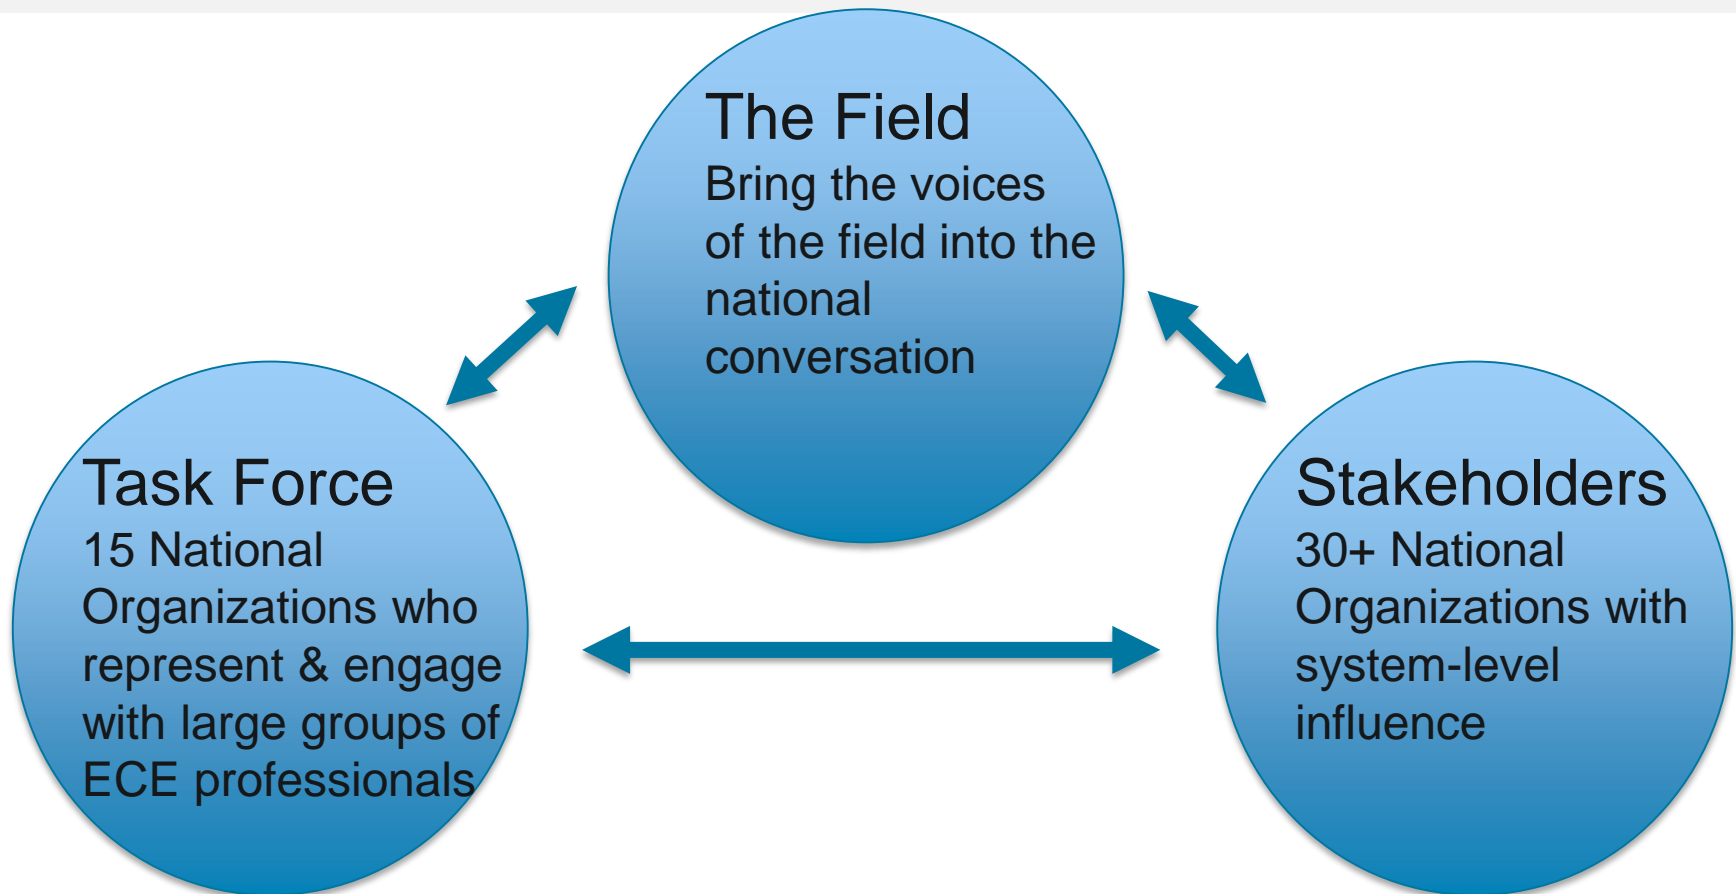 The Field
Bring the voices
of the field into the
national
conversation
Task Force
15 National
Organizations who
represent & engage
with large groups of
ECE professionals
Stakeholders
30+ National
Organizations with
system-level
influence